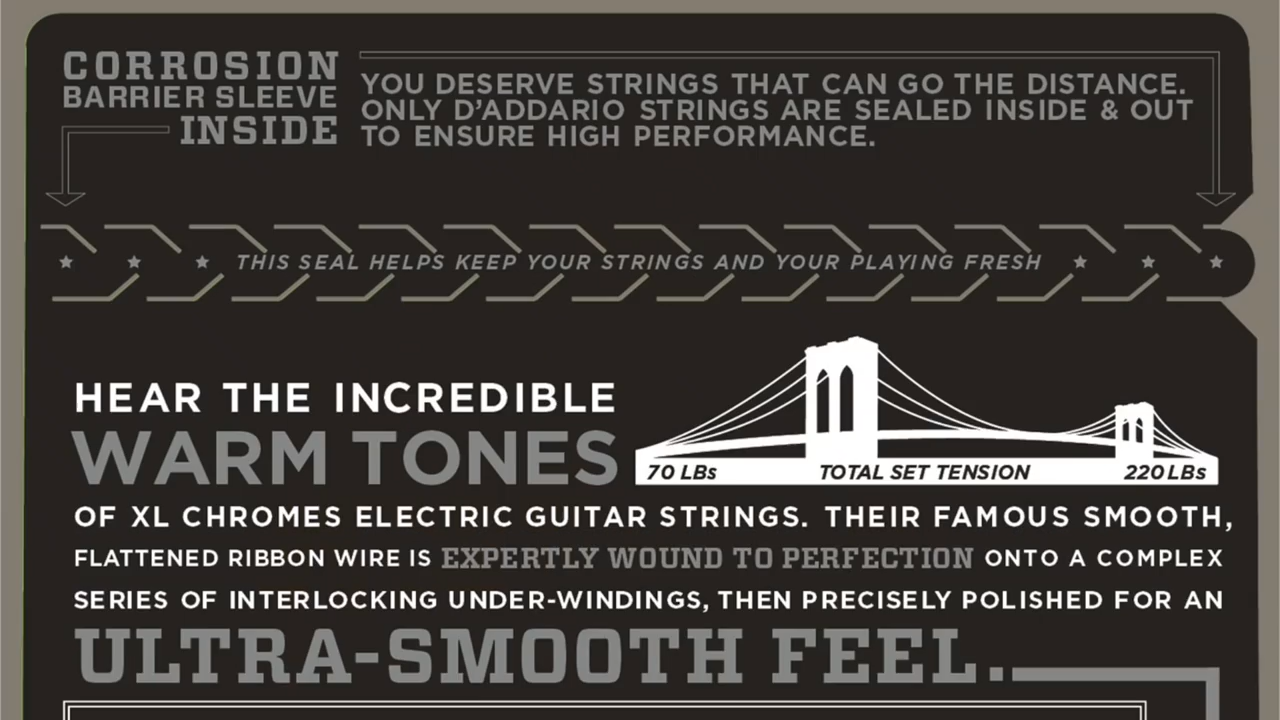 CORROSION
BARRIER SLEEVE
INSIDE
YOU DESERVE STRINGS THAT CAN GO THE DISTANCE.
ONLY D'ADDARIO STRINGS ARE SEALED INSIDE & OUT
TO ENSURE HIGH PERFORMANCE.
THIS SEAL HELPS KEEP YOUR STRINGS AND YOUR PLAYING FRESH
HEAR THE INCREDIBLE
WARM TONES
70 LBs TOTAL SET TENSION 220 LBs
OF XL CHROMES ELECTRIC GUITAR STRINGS. THEIR FAMOUS SMOOTH,
FLATTENED RIBBON WIRE IS EXPERTLY WOUND TO PERFECTION ONTO A COMPLEX
SERIES OF INTERLOCKING UNDER-WINDINGS, THEN PRECISELY POLISHED FOR AN
ULTRA-SMOOTH FEEL.